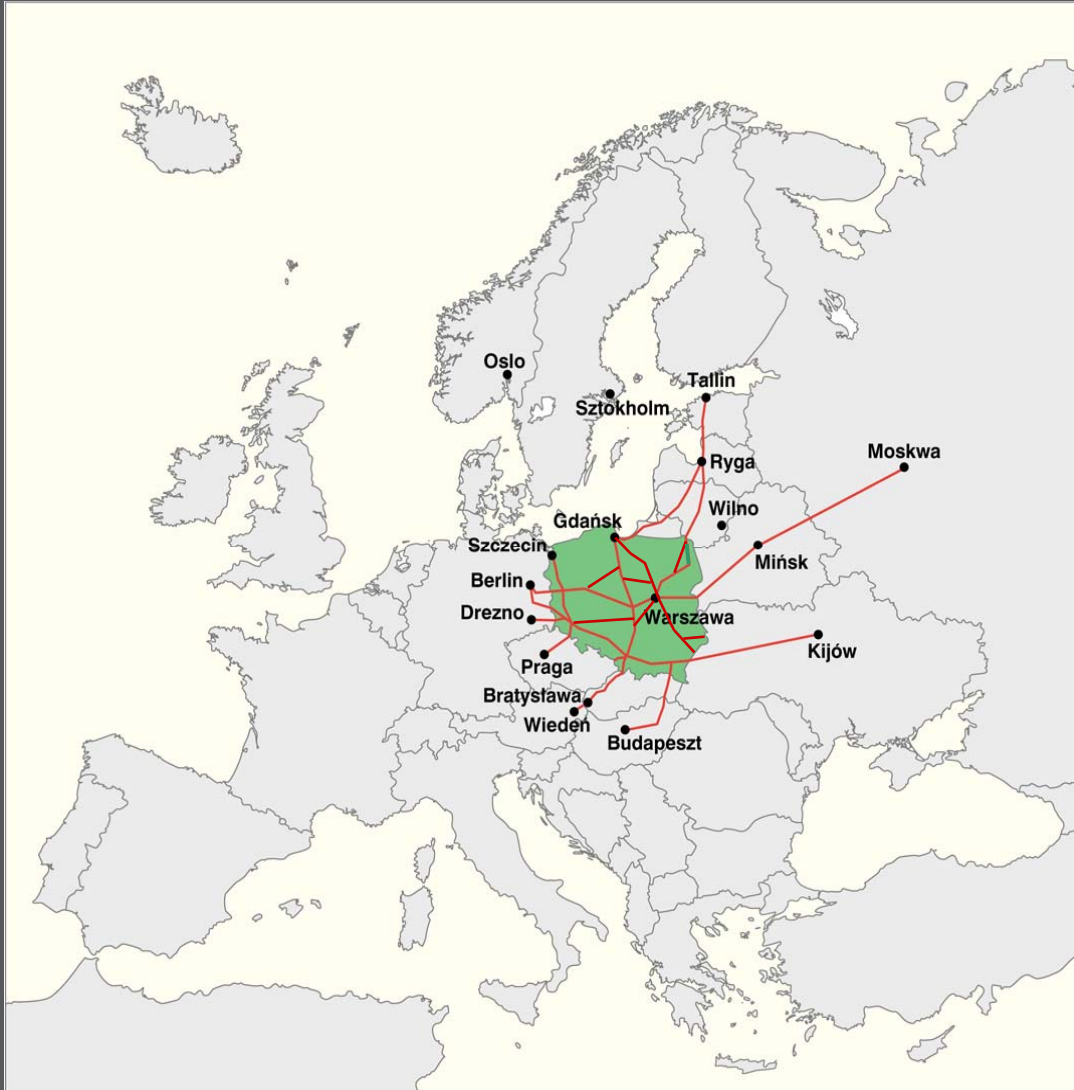 Oslo
Tallin
Sztokholm
Moskwa
Ryga
Wilno
Gdańsk
Szczecin
Mińsk
Berlin
Drezno
Warszawa
Kijów
Praga
Bratysława
Wiedeń
Budapeszt